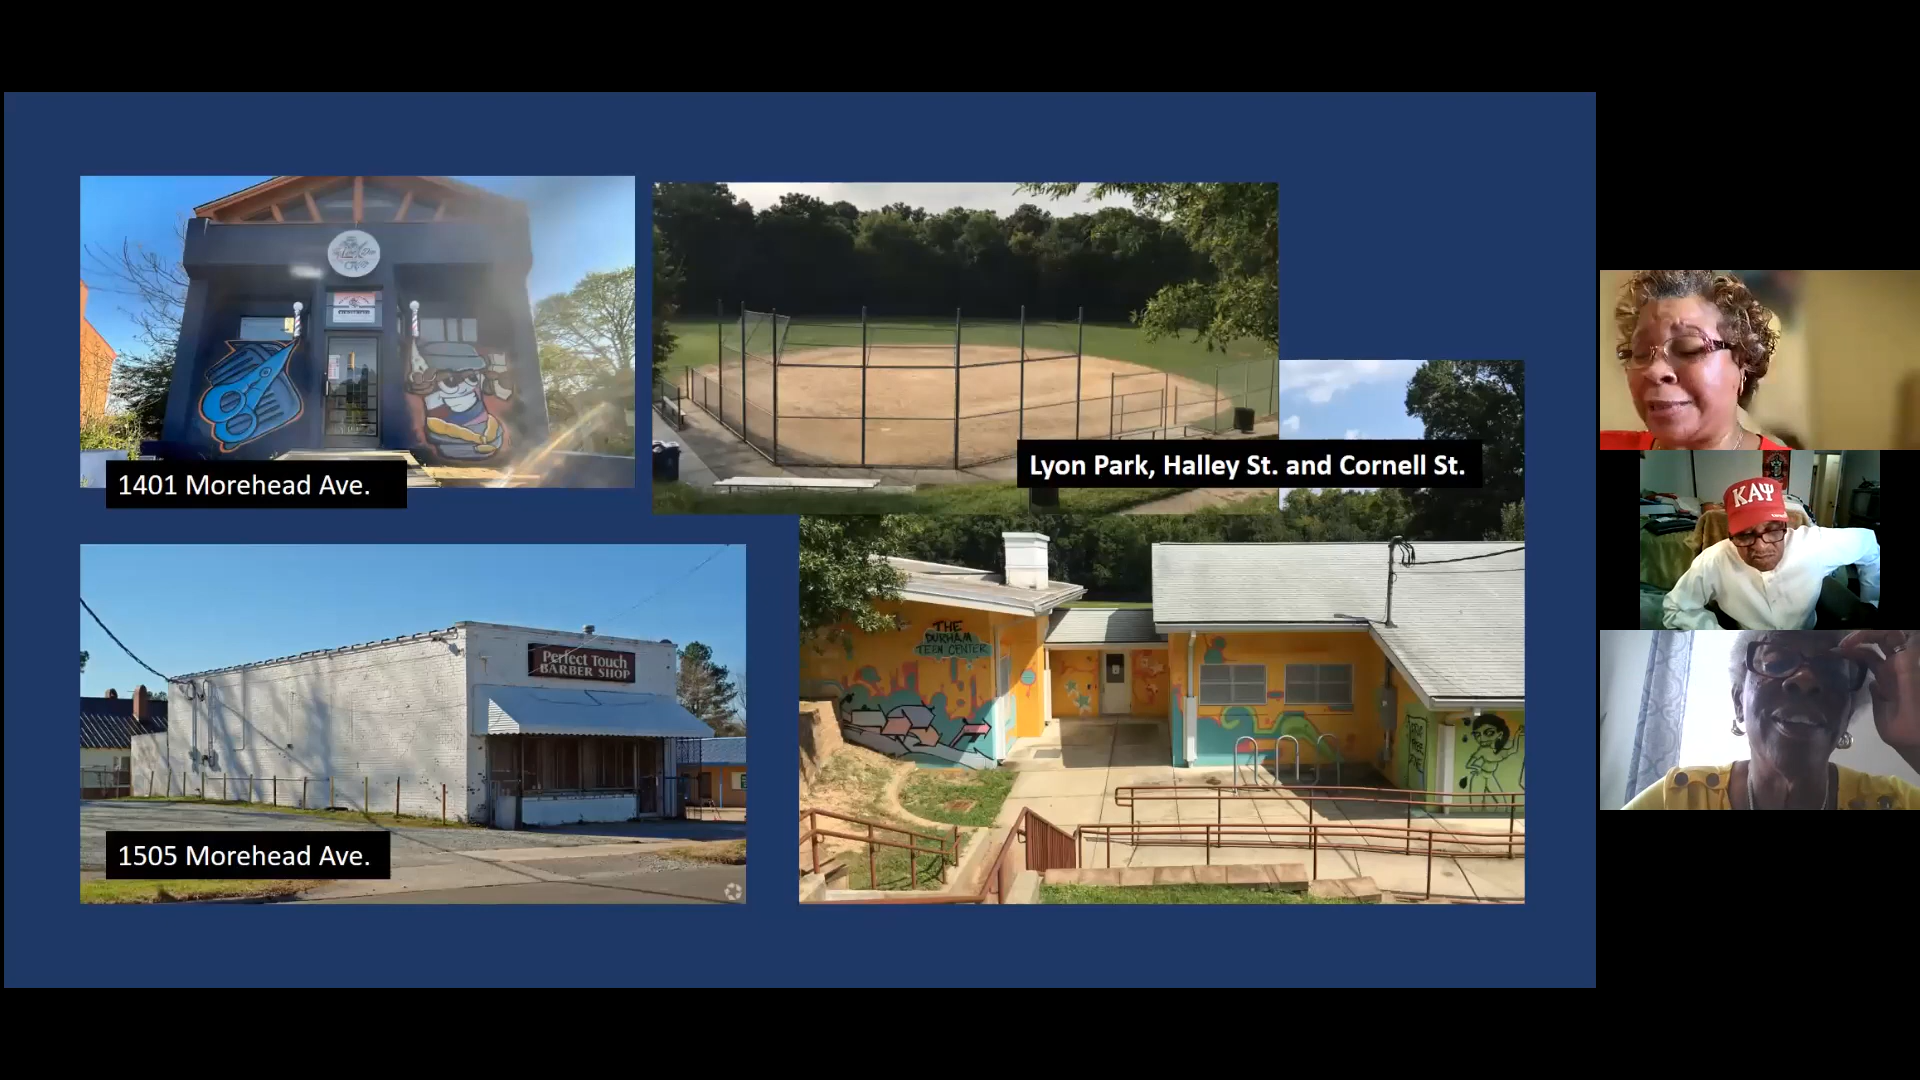 1401 Morehead Ave.
Lyon Park, Halley St. and Cornell St.
KAΨ
Perfect Touch
BARBER SHOP
THE
DURHAM
TEEN CENTER
1505 Morehead Ave.